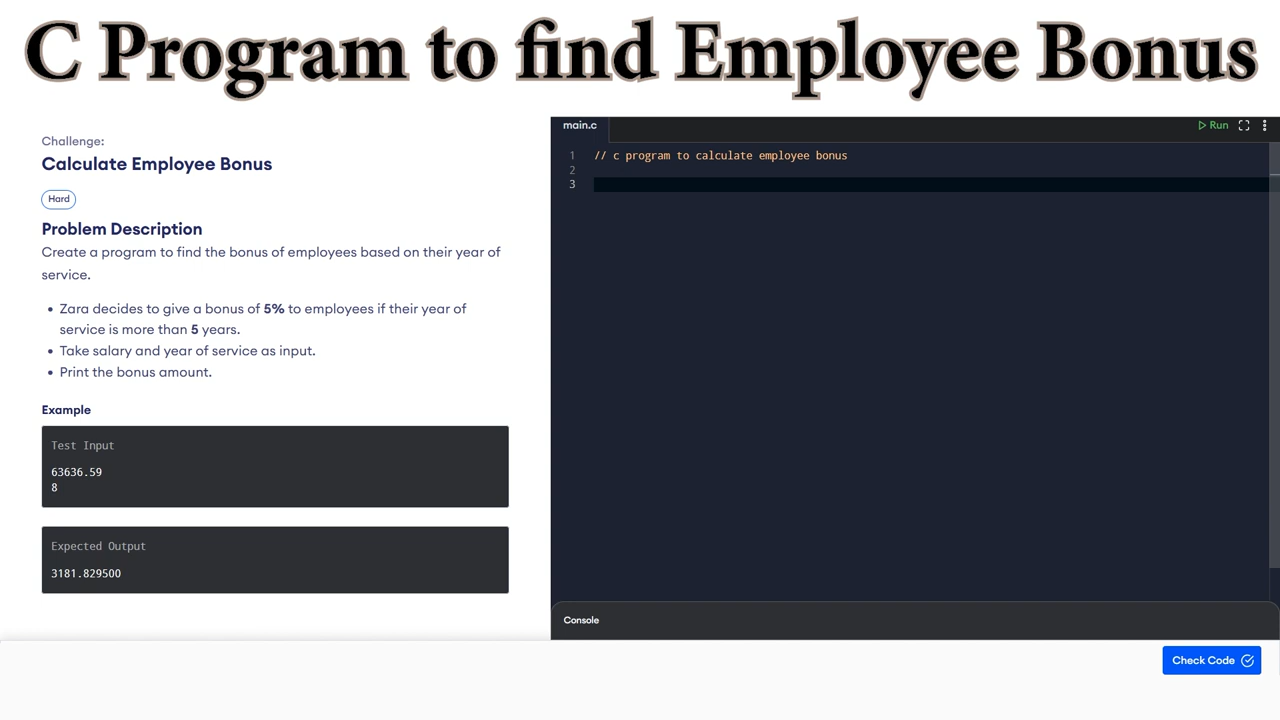 C Program to find Employee Bonus
Challenge:
Calculate Employee Bonus
Hard
Problem Description
Create a program to find the bonus of employees based on their year of
service.
• Zara decides to give a bonus of 5% to employees if their year of
service is more than 5 years.
• Take salary and year of service as input.
• Print the bonus amount.
Example
Test Input
63636.59
8
Expected Output
3181.829500
main.c
Run
1 // c program to calculate employee bonus
2
3
Console
Check Code